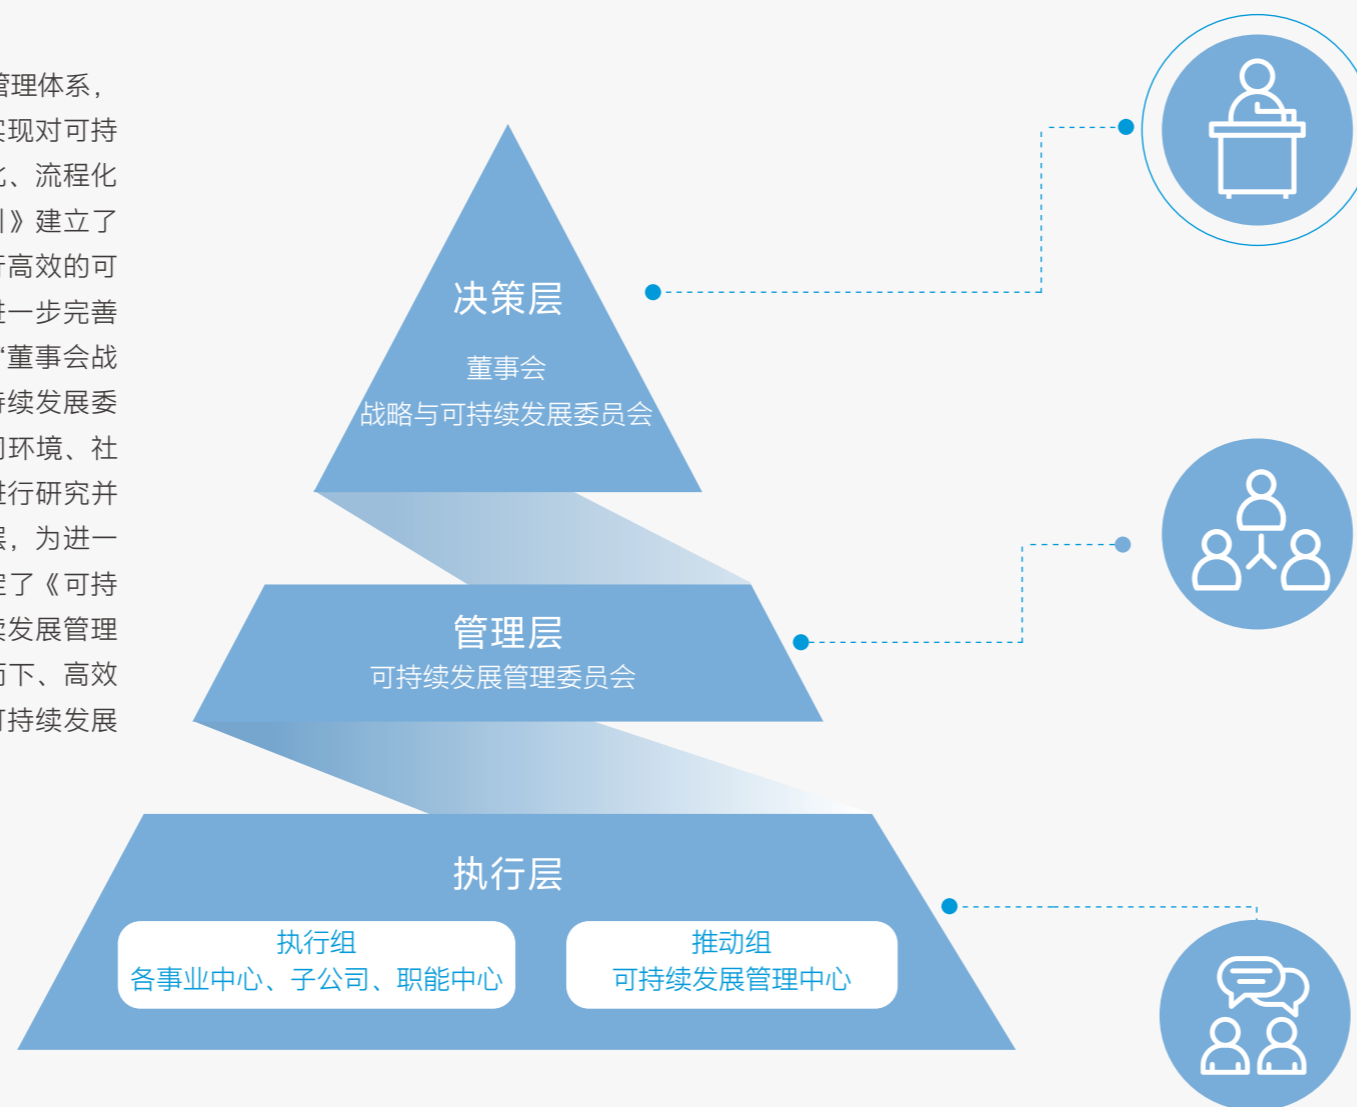 管理体系，
实现对可持
、流程化
》建立了
高效的可
进一步完善
“董事会战
持续发展委
环境、社
进行研究并
层，为进一
定了《可持
续发展管理
而下、高效
可持续发展
决策层
董事会
战略与可持续发展委员会
管理层
可持续发展管理委员会
执行层
执行组
各事业中心、子公司、职能中心
推动组
可持续发展管理中心